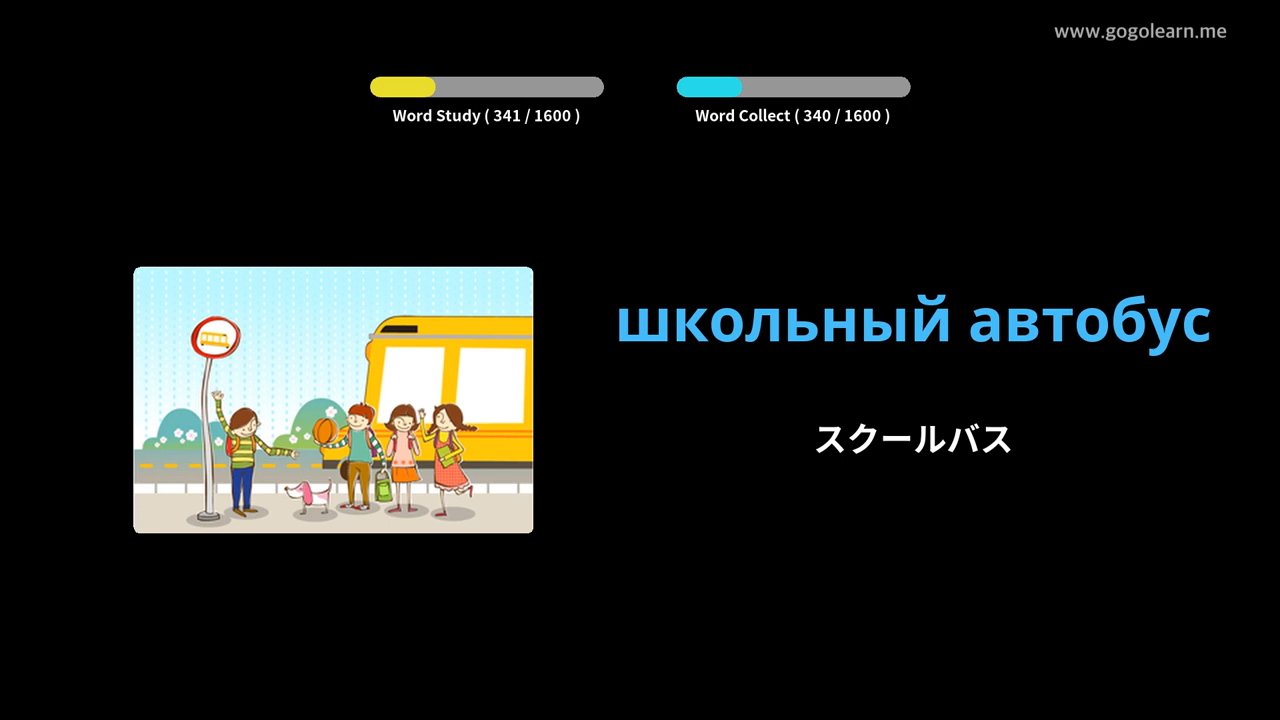 www.gogolearn.me
Word Study ( 341 / 1600 )
Word Collect ( 340 / 1600 )
школьный автобус
スクールバス